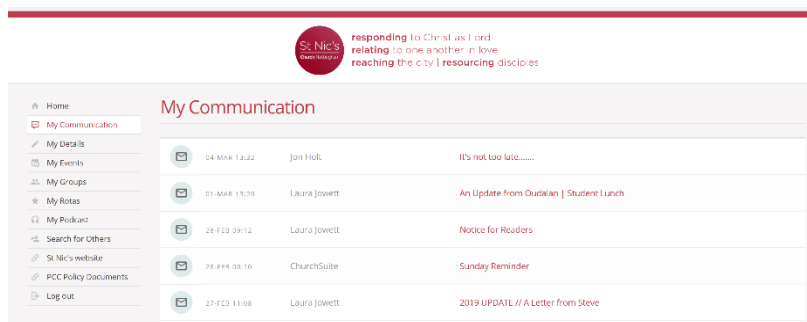 St Nic's
Church Nottingham
responding to Christ as Lord
relating to one another in love
reaching the city | resourcing disciples
Home
My Communication
My Details
My Events
My Groups
My Rotas
My Podcast
Search for Others
St Nic's website
PCC Policy Documents
Log out
My Communication
04-MAR 13:32 Jon Holt It's not too late.......
01-MAR 13:20 Laura Jowett An Update from Oudalan | Student Lunch
28-FEB 09:12 Laura Jowett Notice for Readers
28-FEB 08:10 ChurchSuite Sunday Reminder
27-FEB 11:08 Laura Jowett 2019 UPDATE // A Letter from Steve